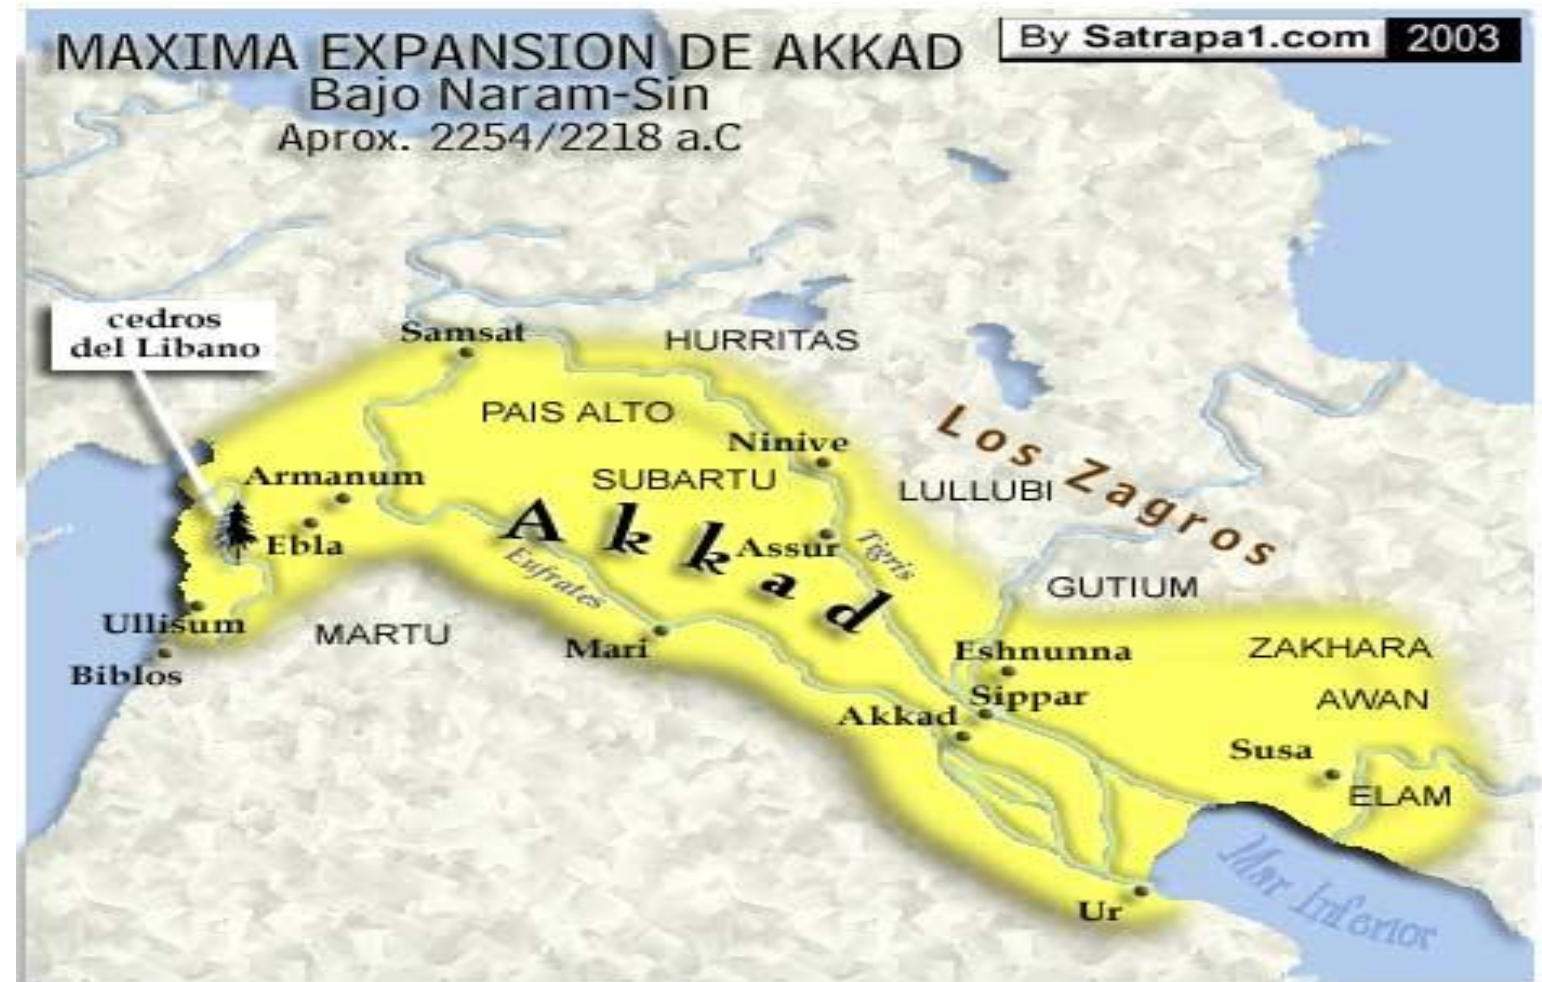 MAXIMA EXPANSION DE AKKAD
Bajo Naram-Sin
Aprox. 2254/2218 a.C
By Satrapa1.com 2003
cedros
del Libano
Samsat
HURRITAS
PAIS ALTO
Ninive
Los Zagros
Armanum
SUBARTU
LULLUBI
Akkad
Ebla
Assur
Tigris
Eufrates
GUTIUM
Ullisum
MARTU
Mari
Eshnunna
ZAKHARA
Biblos
Sippar
AWAN
Akkad
Susa
ELAM
Mar Inferior
Ur